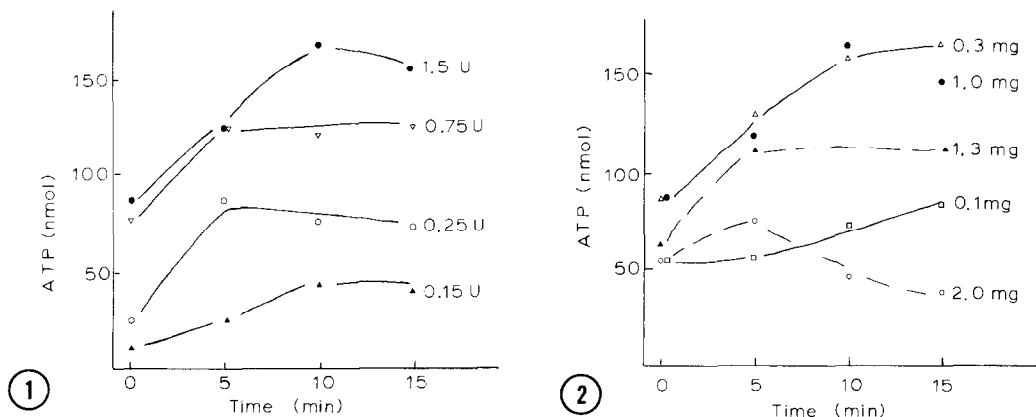 150
100
50
ATP (nmol)
1.5 U
0.75 U
0.25 U
0.15 U
0 5 10 15
Time (min)
1
150
100
50
ATP (nmol)
0.3 mg
1.0 mg
1.3 mg
0.1mg
2.0 mg
0 5 10 15
Time (min)
2